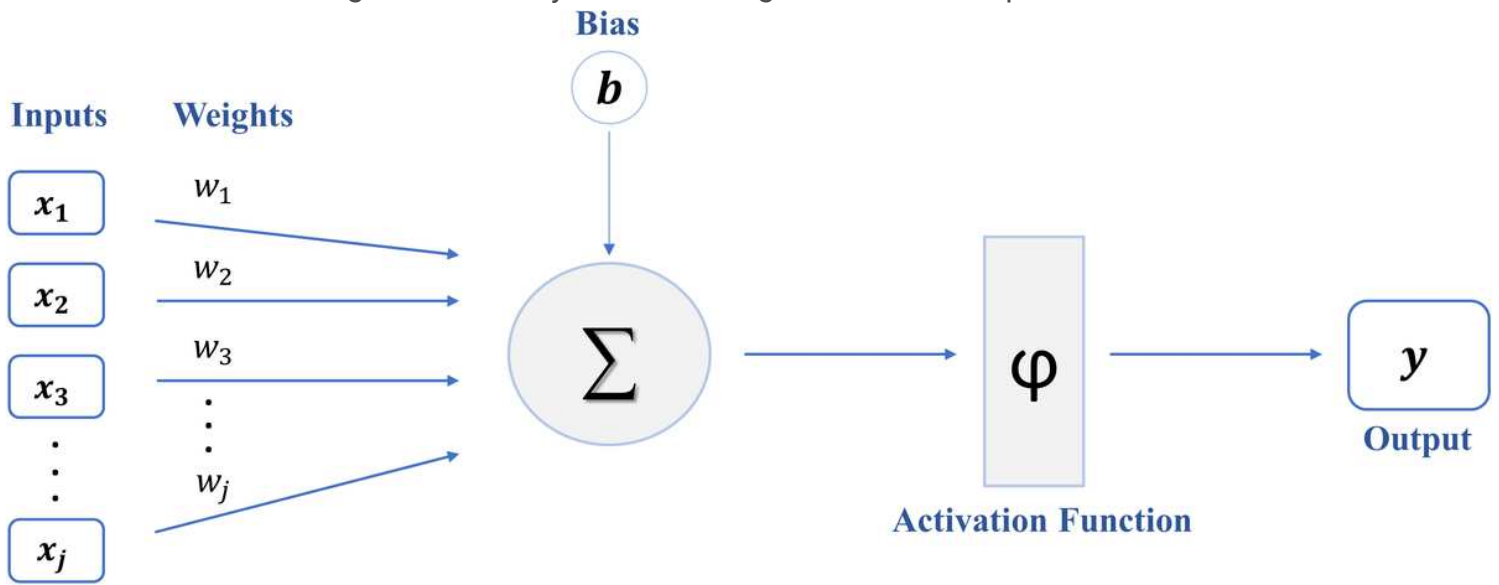 Bias
b
Inputs Weights
x₁ w₁
x₂ w₂
x₃ w₃
⋮ ⋮
xⱼ wⱼ
∑
φ
Activation Function
y
Output